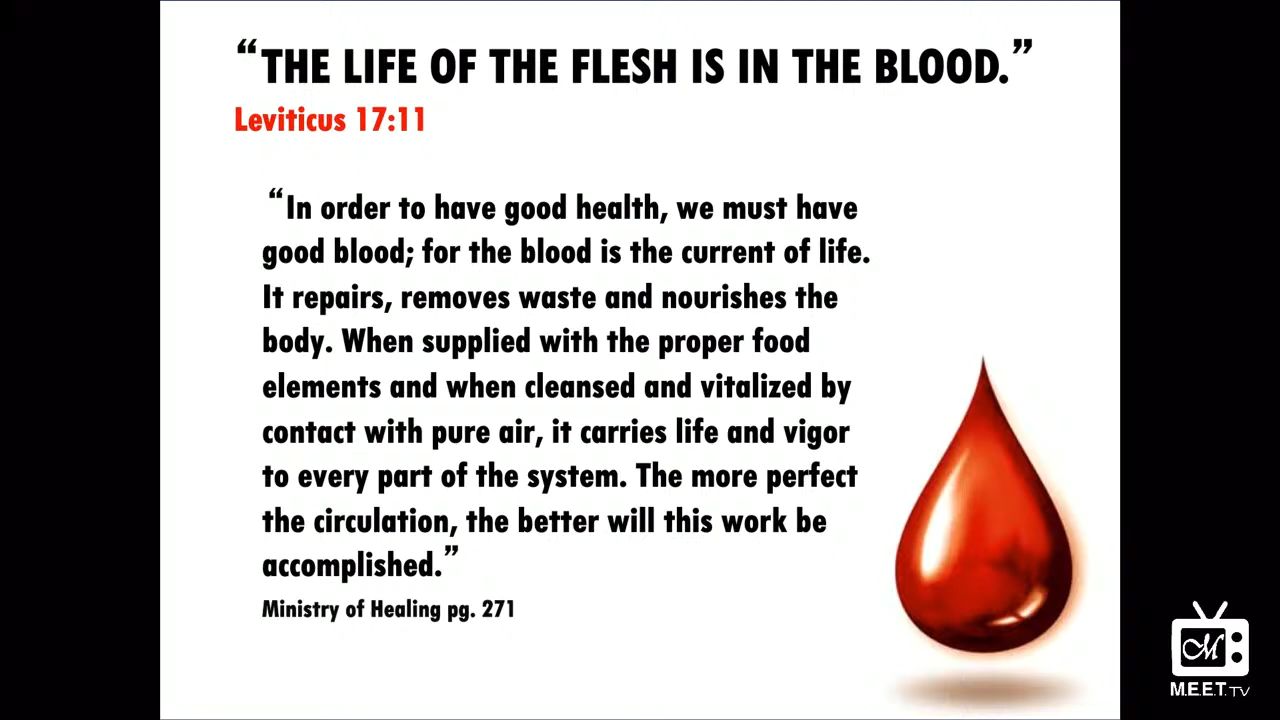 “THE LIFE OF THE FLESH IS IN THE BLOOD.”
Leviticus 17:11
“In order to have good health, we must have
good blood; for the blood is the current of life.
It repairs, removes waste and nourishes the
body. When supplied with the proper food
elements and when cleansed and vitalized by
contact with pure air, it carries life and vigor
to every part of the system. The more perfect
the circulation, the better will this work be
accomplished.”
Ministry of Healing pg. 271
M
M.E.E.T. TV